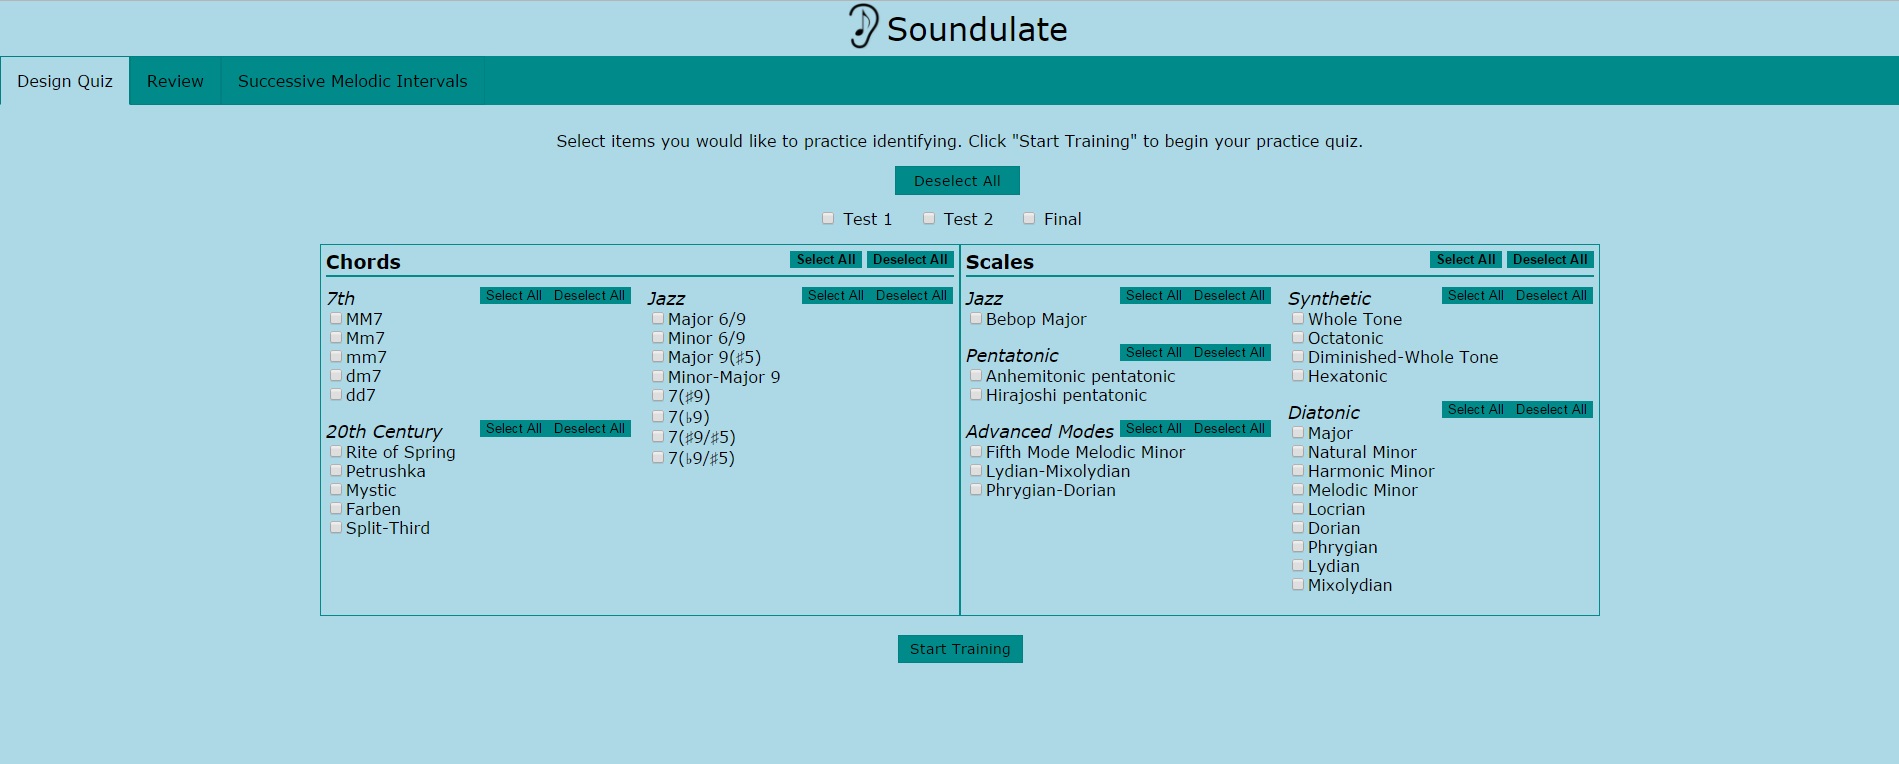 Soundulate
Design Quiz Review Successive Melodic Intervals
Select items you would like to practice identifying. Click "Start Training" to begin your practice quiz.
Deselect All
Test 1 Test 2 Final
Chords Select All Deselect All
7th Select All Deselect All
MM7
Mm7
mm7
dm7
dd7
20th Century Select All Deselect All
Rite of Spring
Petrushka
Mystic
Farben
Split-Third
Jazz Select All Deselect All
Major 6/9
Minor 6/9
Major 9(♯5)
Minor-Major 9
7(♯9)
7(♭9)
7(♯9/♯5)
7(♭9/♯5)
Scales Select All Deselect All
Jazz Select All Deselect All
Bebop Major
Pentatonic Select All Deselect All
Anhemitonic pentatonic
Hirajoshi pentatonic
Advanced Modes Select All Deselect All
Fifth Mode Melodic Minor
Lydian-Mixolydian
Phrygian-Dorian
Synthetic Select All Deselect All
Whole Tone
Octatonic
Diminished-Whole Tone
Hexatonic
Diatonic Select All Deselect All
Major
Natural Minor
Harmonic Minor
Melodic Minor
Locrian
Dorian
Phrygian
Lydian
Mixolydian
Start Training